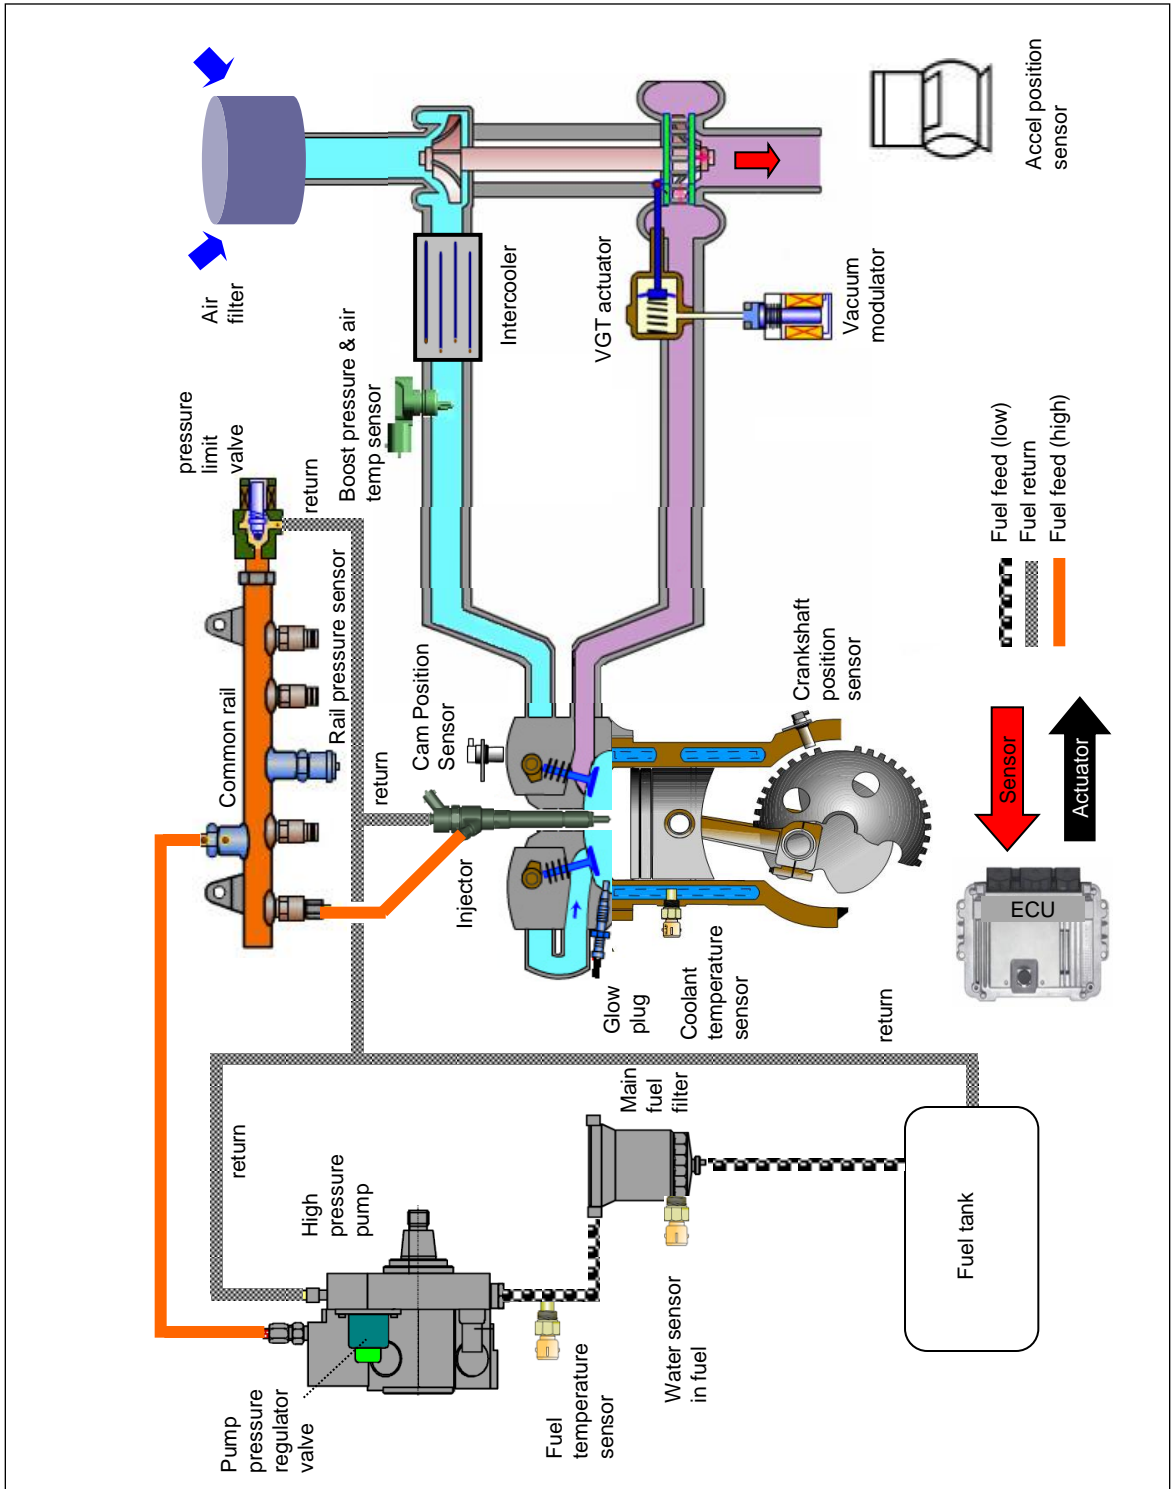 Air
filter
pressure
limit
valve
return
Boost pressure & air
temp sensor
Intercooler
VGT actuator
Vacuum
modulator
Accel position
sensor
Common rail
Rail pressure sensor
return
Cam Position
Sensor
Injector
Crankshaft
position
sensor
Glow
plug
Coolant
temperature
sensor
Fuel feed (low)
Fuel return
Fuel feed (high)
Sensor
Actuator
ECU
return
return
High
pressure
pump
Main
fuel
filter
Pump
pressure
regulator
valve
Fuel
temperature
sensor
Water sensor
in fuel
Fuel tank